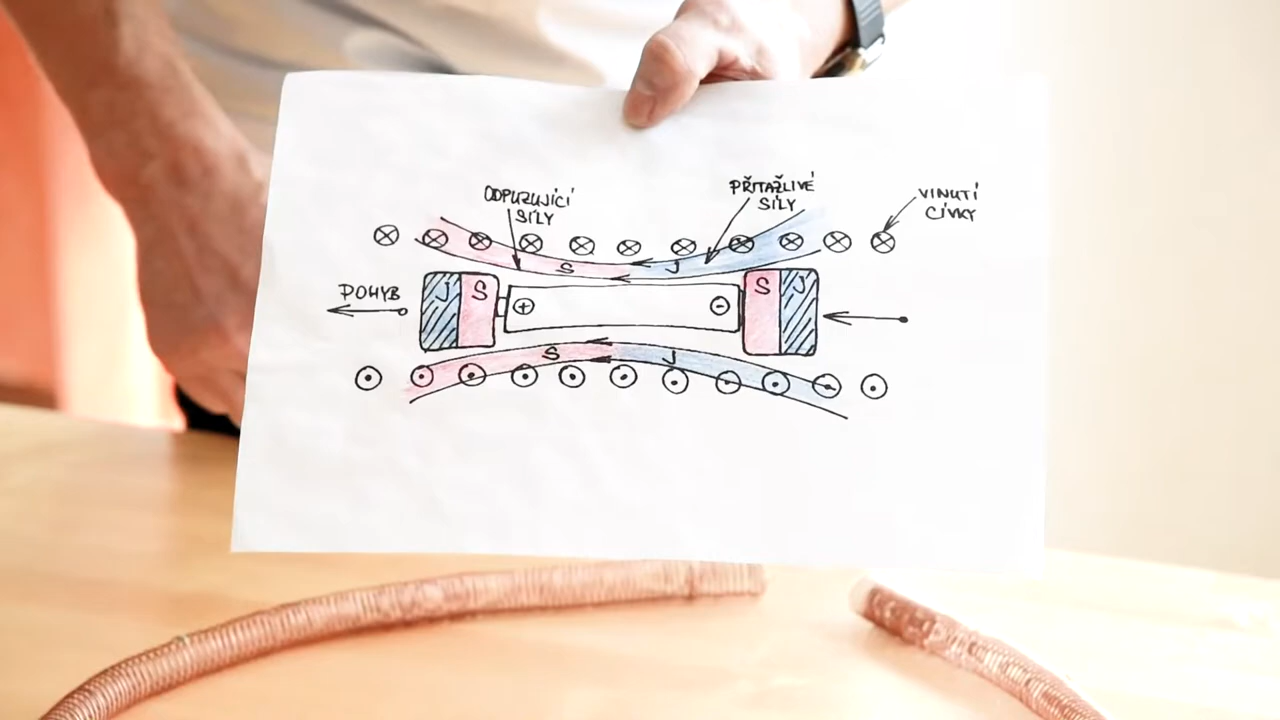 ODPUZUJÍCÍ
SÍLY
PŘITAŽLIVÉ
SÍLY
VINUTÍ
CÍVKY
S
J
POHYB
J
S
+
-
S
J
S
J